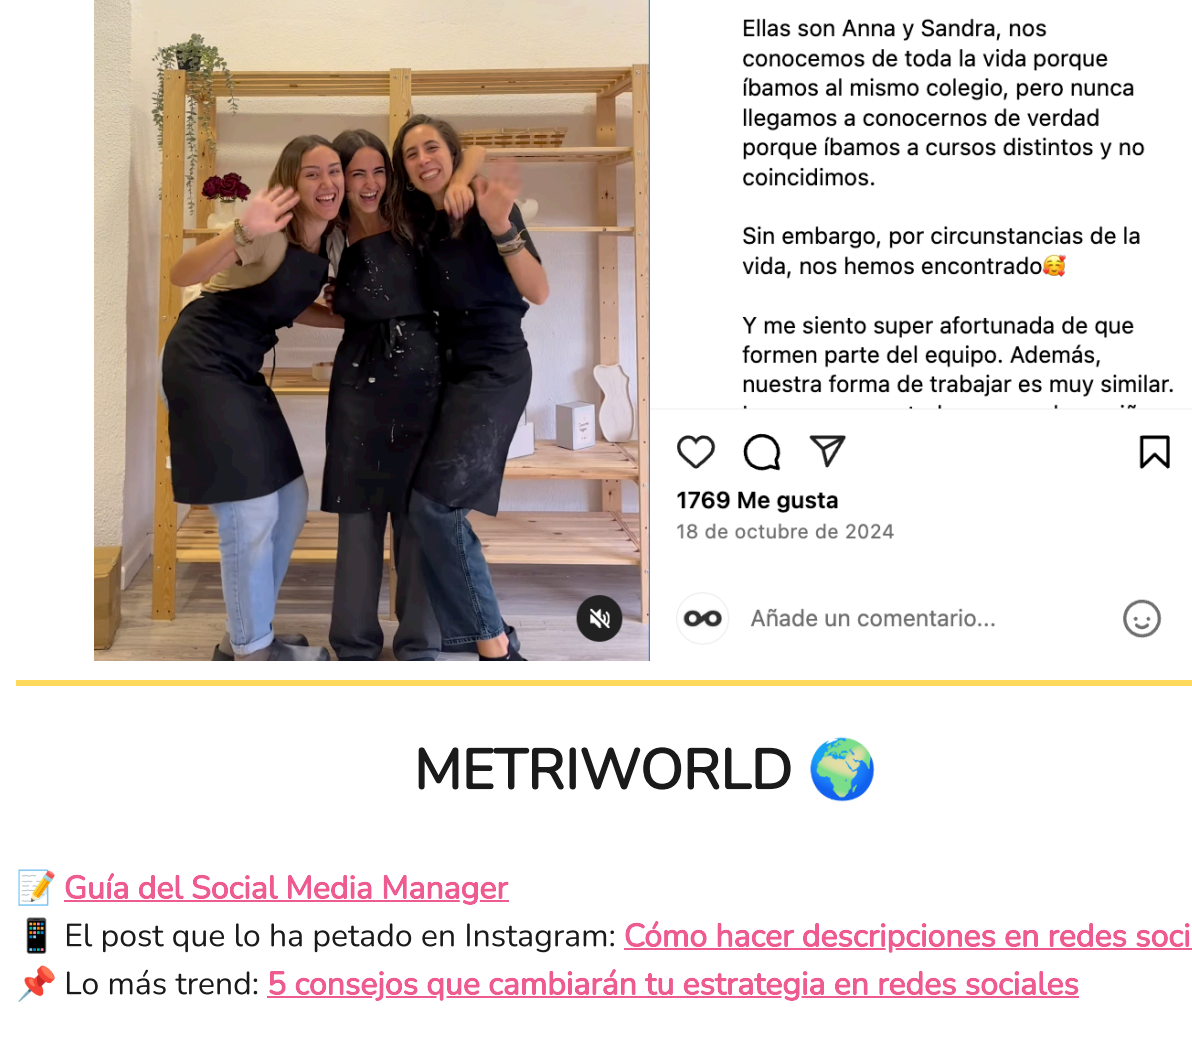 Ellas son Anna y Sandra, nos
conocemos de toda la vida porque
íbamos al mismo colegio, pero nunca
llegamos a conocernos de verdad
porque íbamos a cursos distintos y no
coincidimos.
Sin embargo, por circunstancias de la
vida, nos hemos encontrado🥰
Y me siento super afortunada de que
formen parte del equipo. Además,
nuestra forma de trabajar es muy similar.
1769 Me gusta
18 de octubre de 2024
Añade un comentario...
METRIWORLD 🌍
📝 Guía del Social Media Manager
📱 El post que lo ha petado en Instagram: Cómo hacer descripciones en redes soci
📌 Lo más trend: 5 consejos que cambiarán tu estrategia en redes sociales